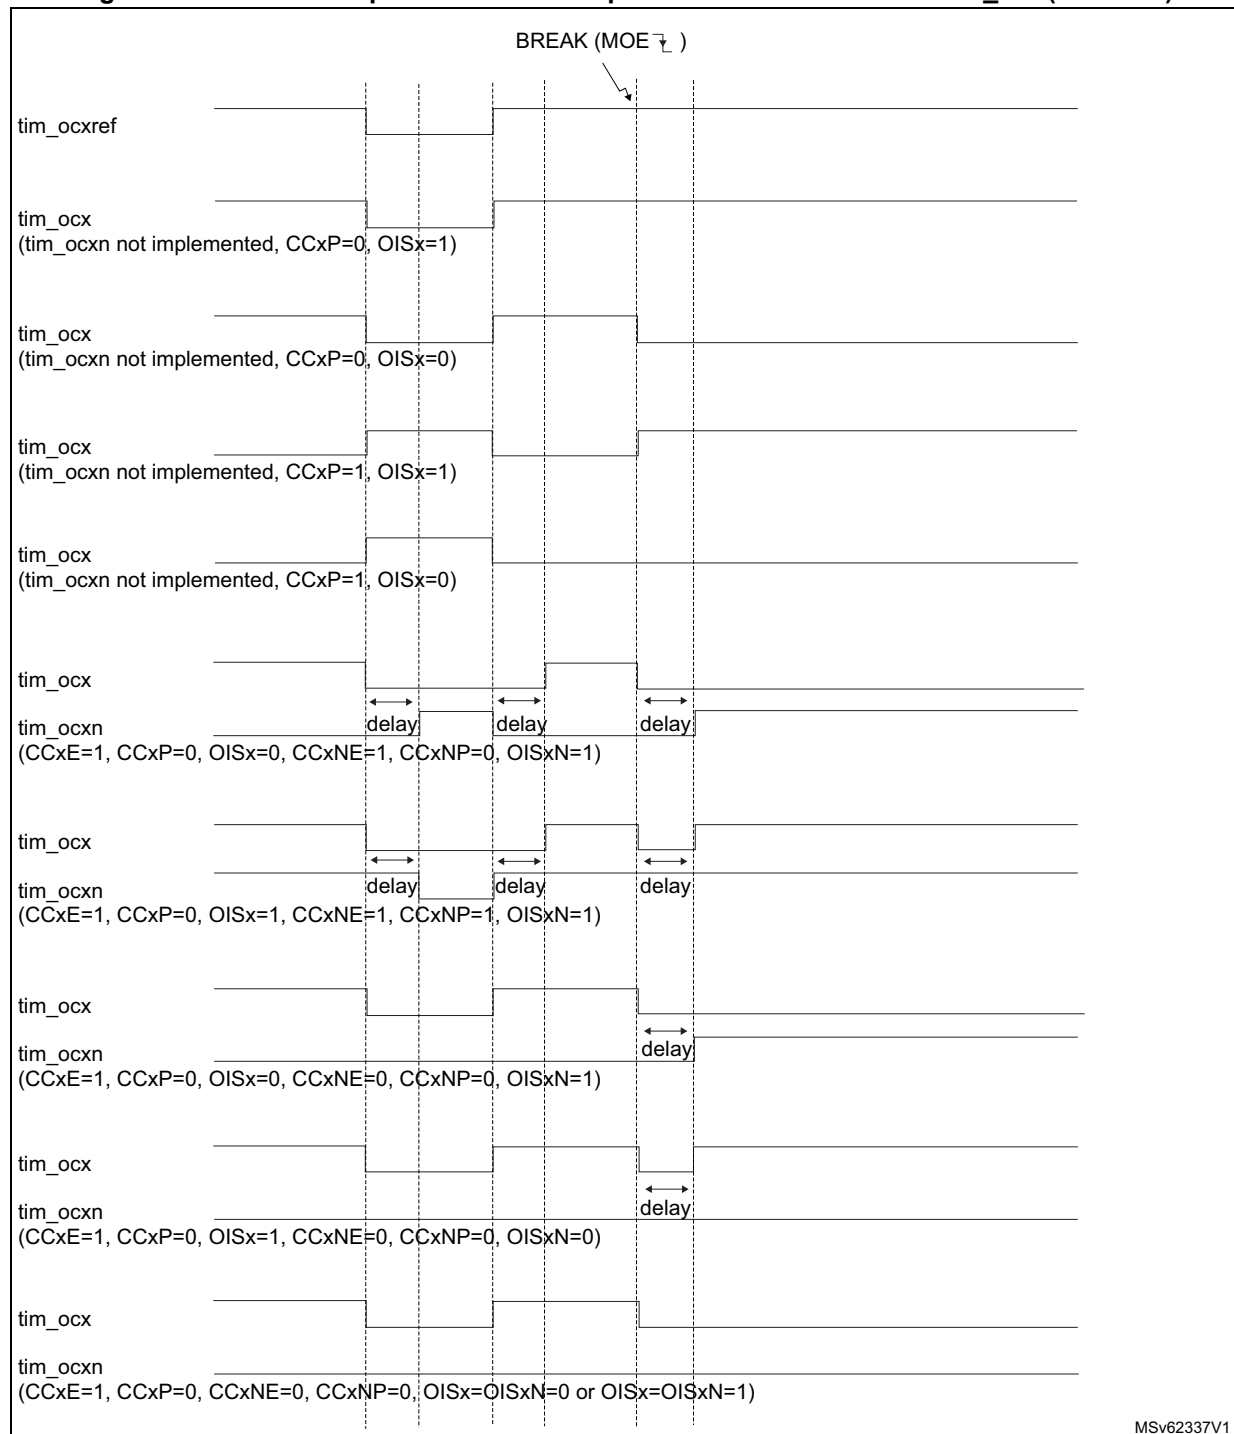 BREAK (MOE )
tim_ocxref
tim_ocx
(tim_ocxn not implemented, CCxP=0, OISx=1)
tim_ocx
(tim_ocxn not implemented, CCxP=0, OISx=0)
tim_ocx
(tim_ocxn not implemented, CCxP=1, OISx=1)
tim_ocx
(tim_ocxn not implemented, CCxP=1, OISx=0)
tim_ocx
tim_ocxn delay delay delay
(CCxE=1, CCxP=0, OISx=0, CCxNE=1, CCxNP=0, OISxN=1)
tim_ocx
tim_ocxn delay delay delay
(CCxE=1, CCxP=0, OISx=1, CCxNE=1, CCxNP=1, OISxN=1)
tim_ocx
tim_ocxn delay
(CCxE=1, CCxP=0, OISx=0, CCxNE=0, CCxNP=0, OISxN=1)
tim_ocx
tim_ocxn delay
(CCxE=1, CCxP=0, OISx=1, CCxNE=0, CCxNP=0, OISxN=0)
tim_ocx
tim_ocxn
(CCxE=1, CCxP=0, CCxNE=0, CCxNP=0, OISx=OISxN=0 or OISx=OISxN=1)
MSv62337V1